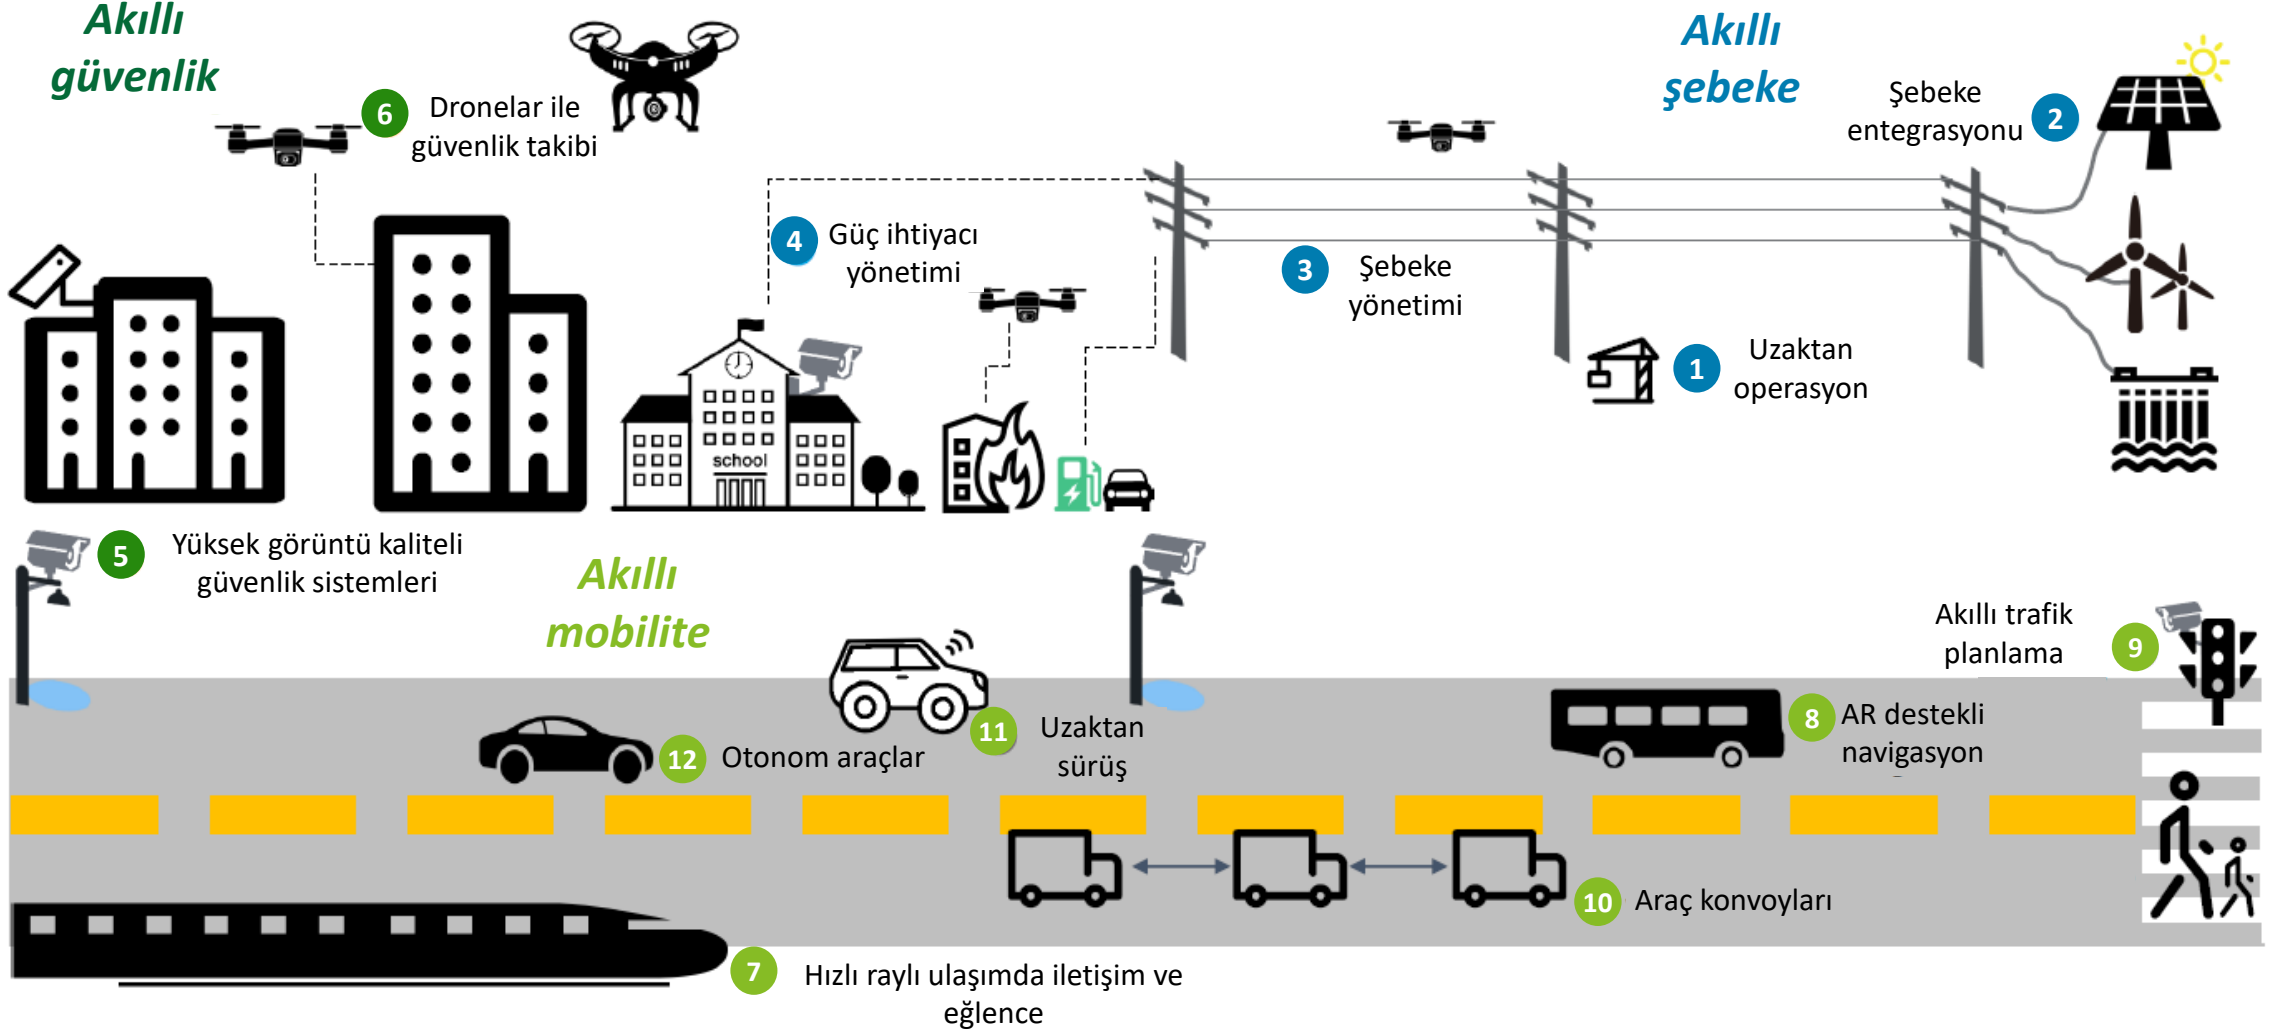 Akıllı
güvenlik
6
Dronelar ile
güvenlik takibi
Akıllı
şebeke
Şebeke
entegrasyonu
2
4
Güç ihtiyacı
yönetimi
3
Şebeke
yönetimi
1
Uzaktan
operasyon
school
5
Yüksek görüntü kaliteli
güvenlik sistemleri
Akıllı
mobilite
Akıllı trafik
planlama
9
11
Uzaktan
sürüş
8
AR destekli
navigasyon
12
Otonom araçlar
10
Araç konvoyları
7
Hızlı raylı ulaşımda iletişim ve
eğlence